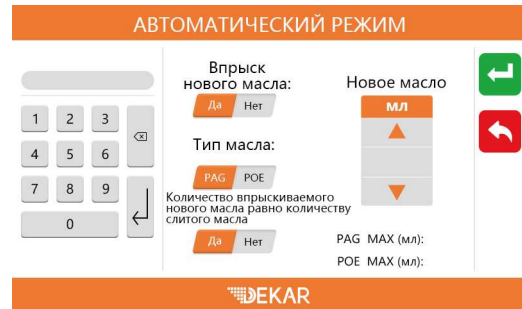 АВТОМАТИЧЕСКИЙ РЕЖИМ
1 2 3
4 5 6
7 8 9
0
Впрыск
нового масла:
Да Нет
Тип масла:
PAG POE
Количество впрыскиваемого
нового масла равно количеству
слитого масла
Да Нет
Новое масло
мл
PAG MAX (мл):
POE MAX (мл):
DEKAR